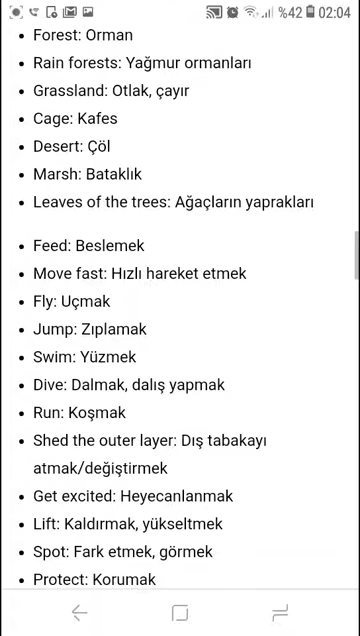 %42 02:04
• Forest: Orman
• Rain forests: Yağmur ormanları
• Grassland: Otlak, çayır
• Cage: Kafes
• Desert: Çöl
• Marsh: Bataklık
• Leaves of the trees: Ağaçların yaprakları
• Feed: Beslemek
• Move fast: Hızlı hareket etmek
• Fly: Uçmak
• Jump: Zıplamak
• Swim: Yüzmek
• Dive: Dalmak, dalış yapmak
• Run: Koşmak
• Shed the outer layer: Dış tabakayı
atmak/değiştirmek
• Get excited: Heyecanlanmak
• Lift: Kaldırmak, yükseltmek
• Spot: Fark etmek, görmek
• Protect: Korumak